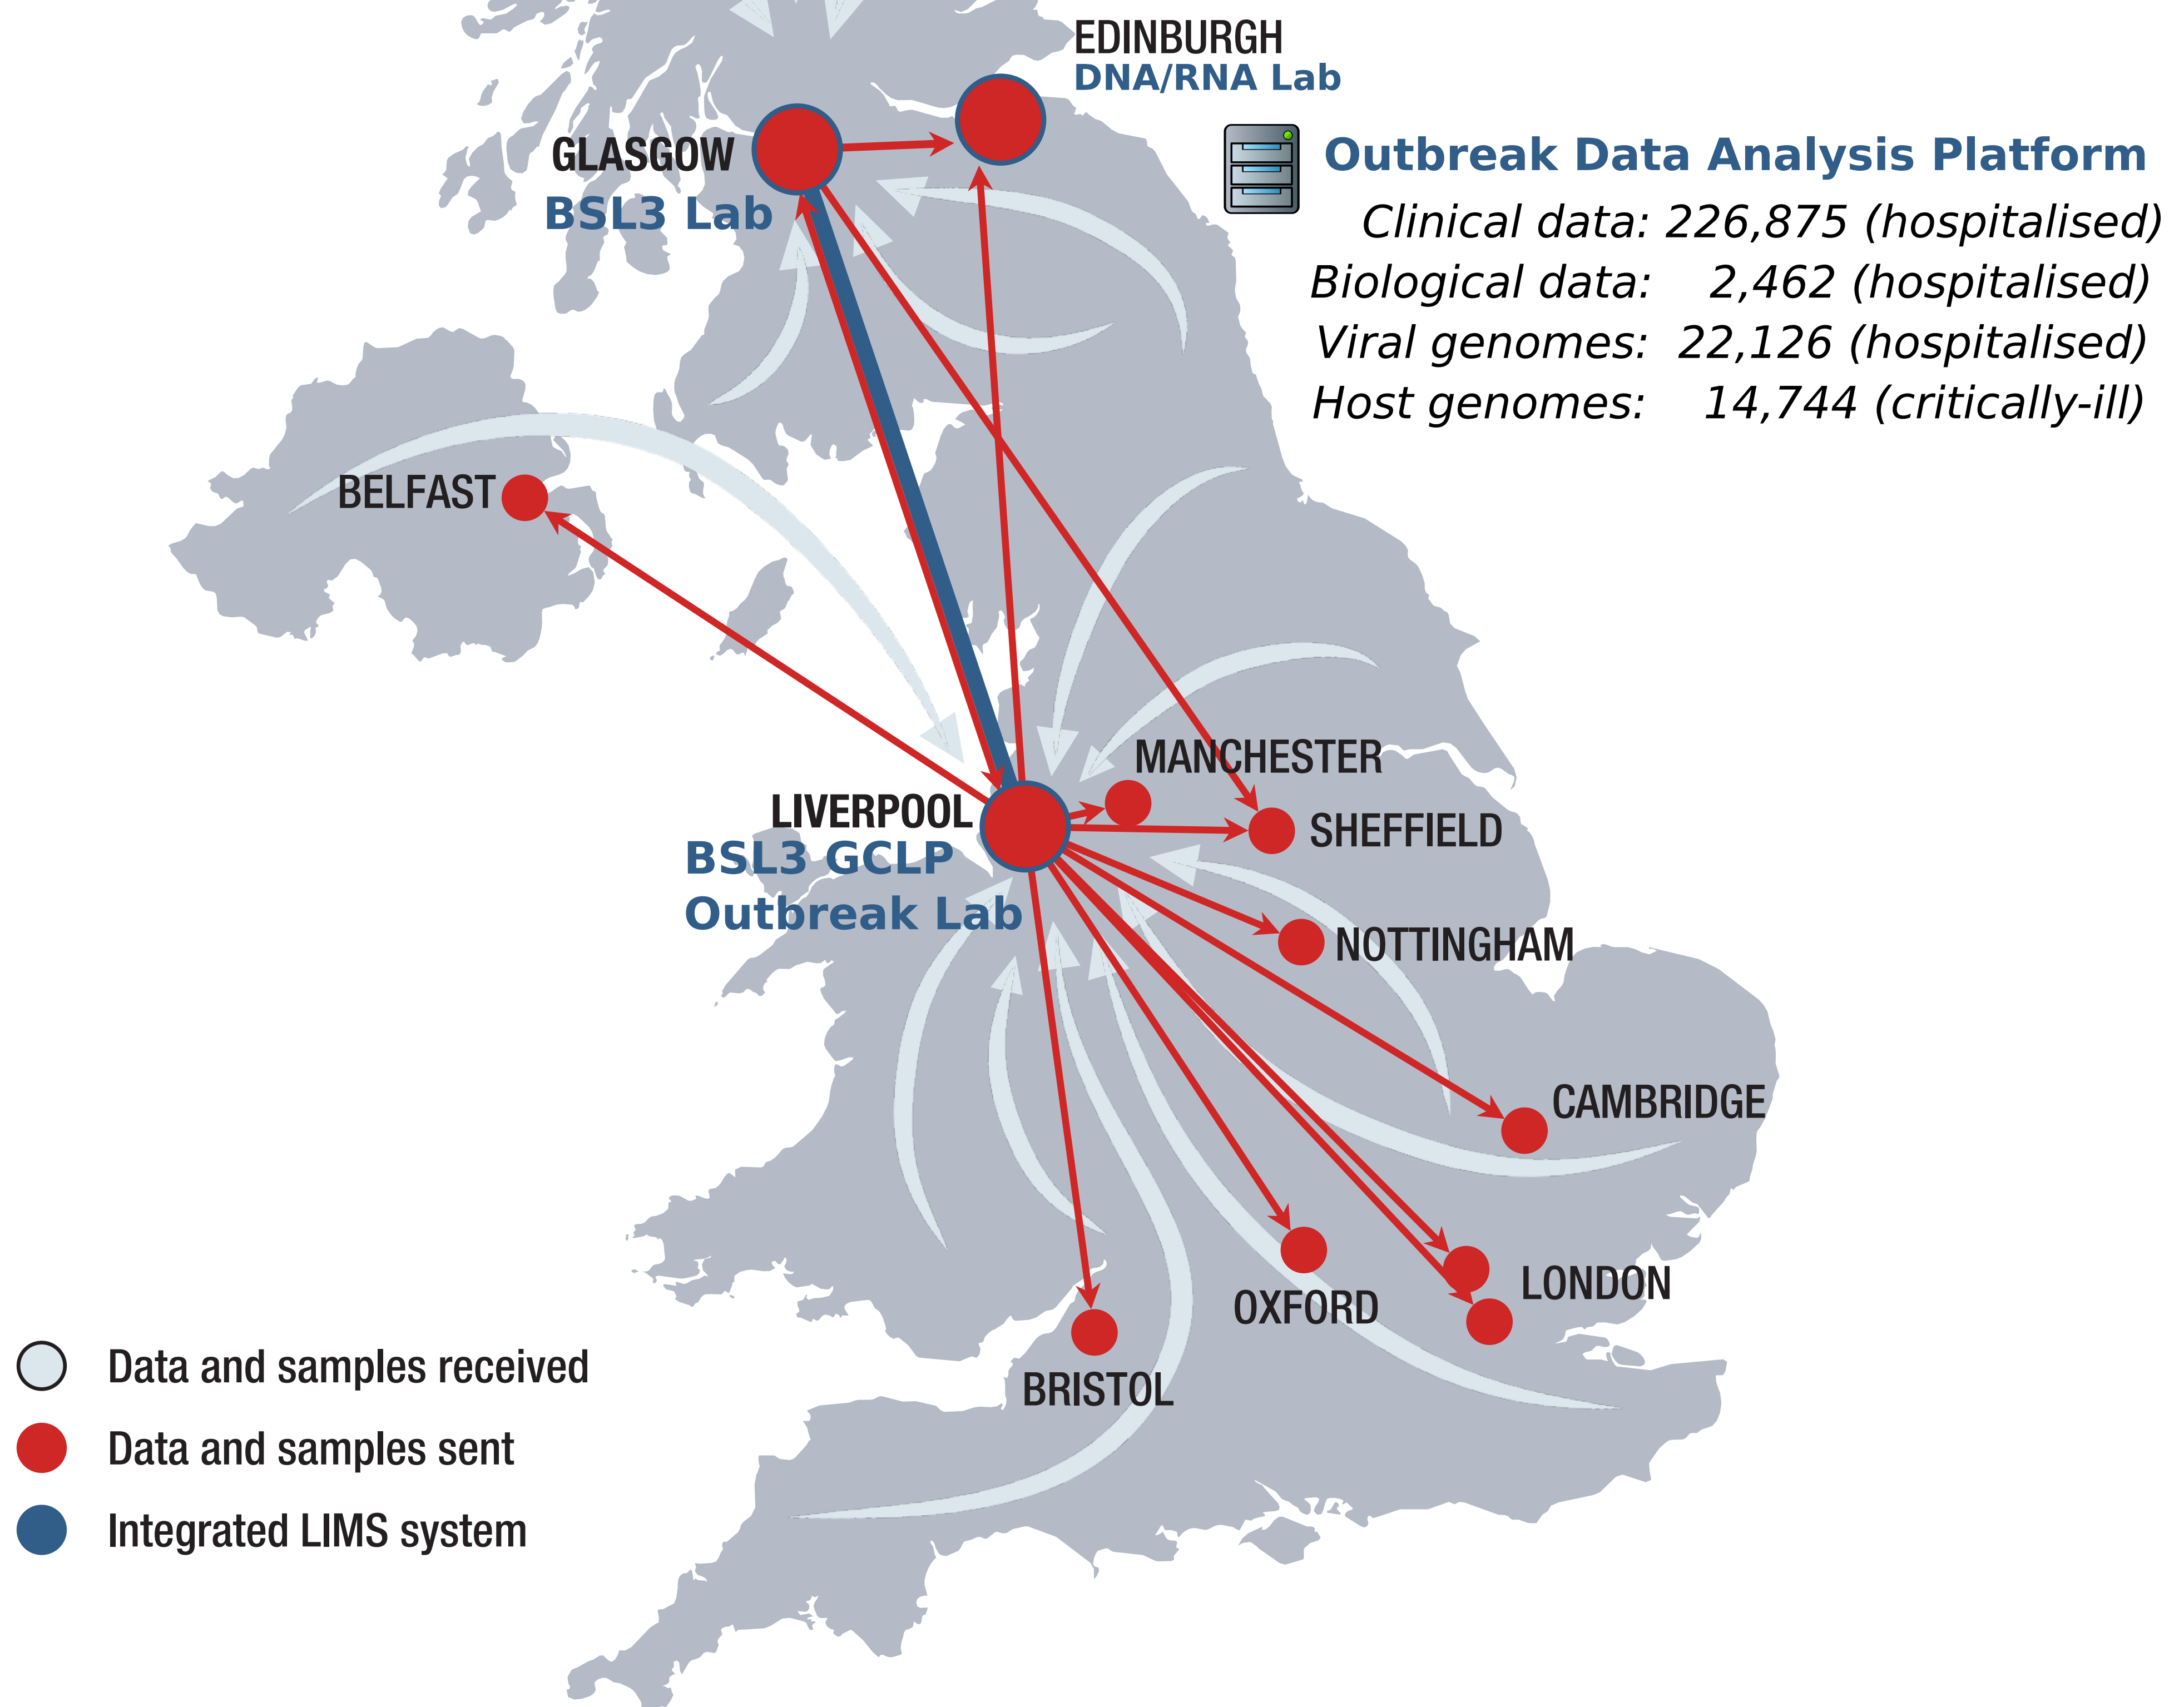 EDINBURGH
DNA/RNA Lab
GLASGOW
BSL3 Lab
Outbreak Data Analysis Platform
Clinical data: 226,875 (hospitalised)
Biological data: 2,462 (hospitalised)
Viral genomes: 22,126 (hospitalised)
Host genomes: 14,744 (critically-ill)
BELFAST
MANCHESTER
LIVERPOOL
BSL3 GCLP
Outbreak Lab
SHEFFIELD
NOTTINGHAM
CAMBRIDGE
LONDON
OXFORD
BRISTOL
Data and samples received
Data and samples sent
Integrated LIMS system